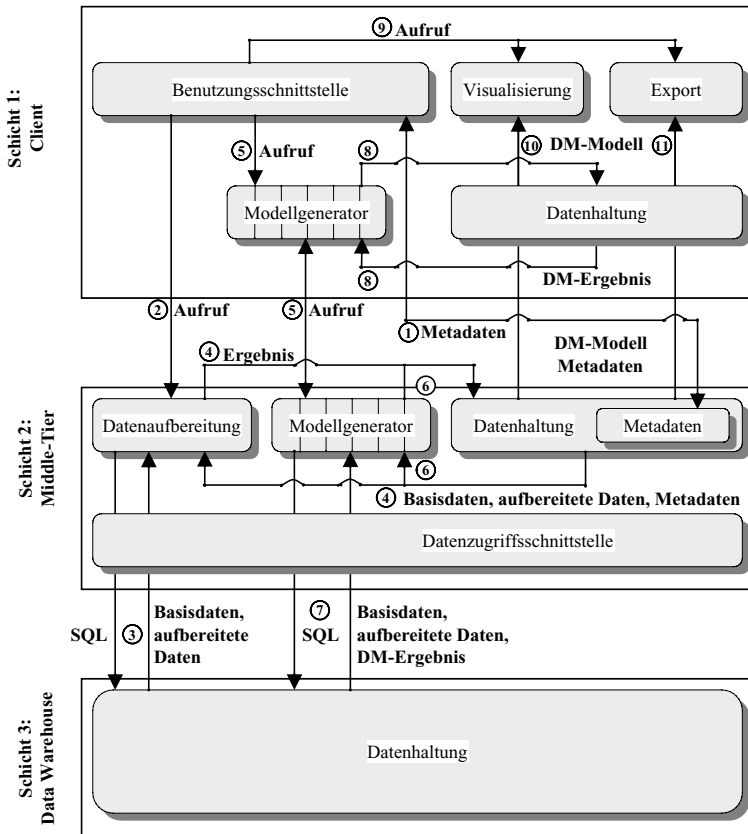 Schicht 1:
Client
⑨ Aufruf
Benutzungsschnittstelle
Visualisierung
Export
⑤ Aufruf
⑧
⑩ DM-Modell ⑪
Modellgenerator
Datenhaltung
⑧
DM-Ergebnis
② Aufruf
⑤ Aufruf
① Metadaten
DM-Modell
Metadaten
④ Ergebnis
Schicht 2:
Middle-Tier
⑥
Datenaufbereitung
Modellgenerator
Datenhaltung
Metadaten
⑥
④ Basisdaten, aufbereitete Daten, Metadaten
Datenzugriffsschnittstelle
SQL
③
Basisdaten,
aufbereitete
Daten
⑦
SQL
Basisdaten,
aufbereitete Daten,
DM-Ergebnis
Schicht 3:
Data Warehouse
Datenhaltung